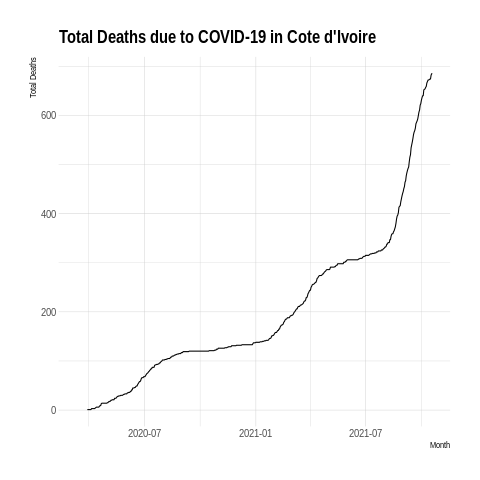 Total Deaths due to COVID-19 in Cote d'Ivoire
Total Deaths
600
400
200
0
2020-07 2021-01 2021-07
Month